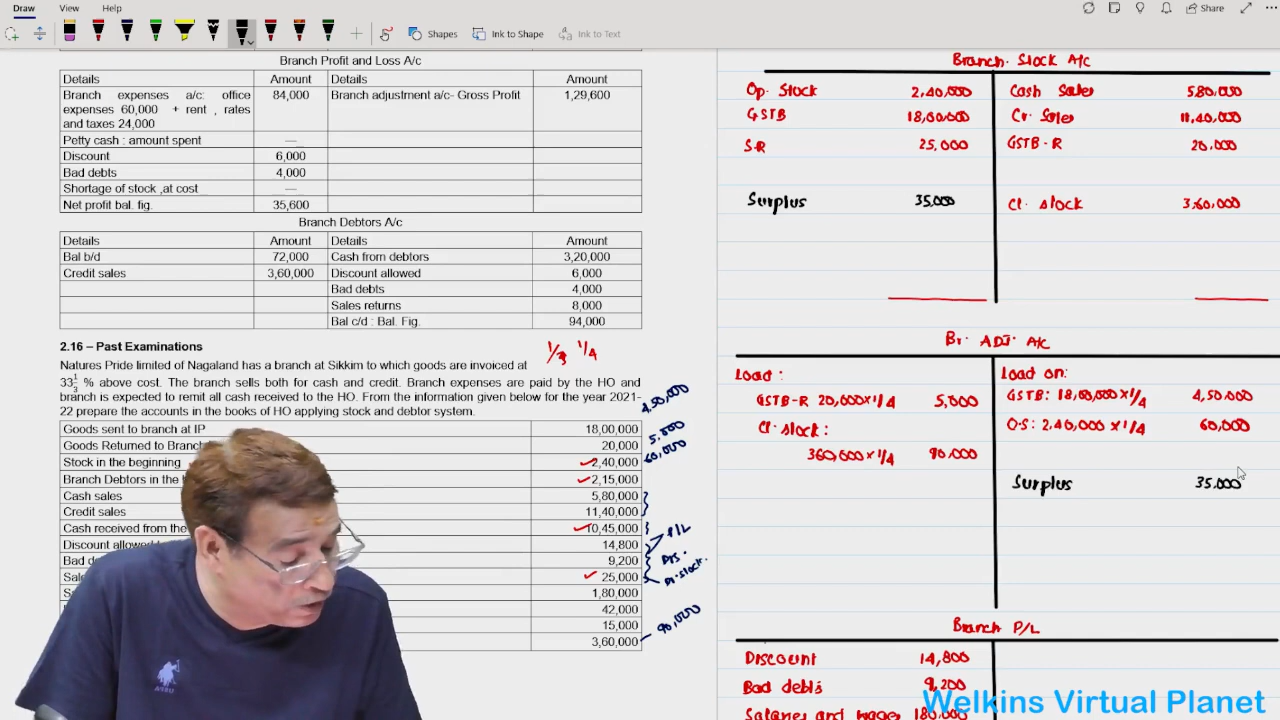 Draw View Help
Share
Shapes Ink to Shape Ink to Text
Branch Profit and Loss A/c
Details Amount Details Amount
Branch expenses a/c: office expenses 60,000 + rent , rates and taxes 24,000 84,000 Branch adjustment a/c- Gross Profit 1,29,600
Petty cash : amount spent —
Discount 6,000
Bad debts 4,000
Shortage of stock ,at cost —
Net profit bal. fig. 35,600
Branch Debtors A/c
Details Amount Details Amount
Bal b/d 72,000 Cash from debtors 3,20,000
Credit sales 3,60,000 Discount allowed 6,000
Bad debts 4,000
Sales returns 8,000
Bal c/d : Bal. Fig. 94,000
2.16 – Past Examinations
1/3 1/4
Natures Pride limited of Nagaland has a branch at Sikkim to which goods are invoiced at
33 1/3 % above cost. The branch sells both for cash and credit. Branch expenses are paid by the HO and
branch is expected to remit all cash received to the HO. From the information given below for the year 2021-
22 prepare the accounts in the books of HO applying stock and debtor system.
Goods sent to branch at IP 18,00,000 4,50,000
Goods Returned to Branch 20,000 5,000
Stock in the beginning 2,40,000 60,000
Branch Debtors in the 2,15,000
Cash sales 5,80,000
Credit sales 11,40,000
Cash received from the 10,45,000
Discount allowed 14,800 P/L
Bad 9,200 Drs.
25,000 Br. stock.
1,80,000
42,000
15,000
3,60,000 90,000
Branch. Stock A/C
Op. Stock 2,40,000 Cash Sales 5,80,000
GSTB 18,00,000 Cr. Sales 11,40,000
S.R 25,000 GSTB-R 20,000
Surplus 35,000 Cl. Stock 3,60,000
Br. ADJ. A/C
Load: Load on:
GSTB-R 20,000×1/4 5,000 GSTB: 18,00,000×1/4 4,50,000
Cl. stock: O.S: 2,40,000 ×1/4 60,000
360,000×1/4 90,000
Surplus 35,000
Branch P/L
Discount 14,800
Bad debts 9,200
Salaries and wages 180,000
Welkins Virtual Planet